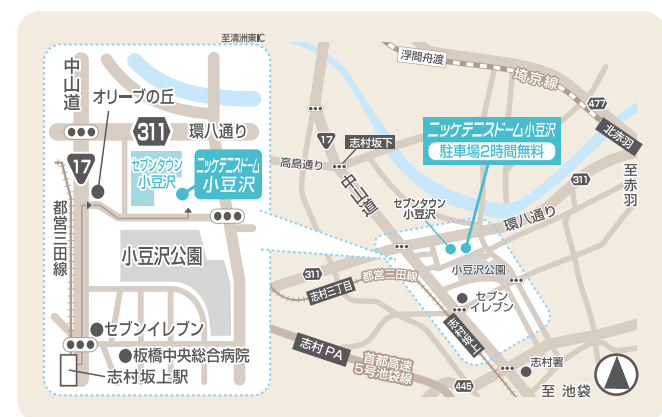 至清洲東IC
中山道
オリーブの丘
311
環八通り
17
セブンタウン
小豆沢
ニッケテニスドーム
小豆沢
都営三田線
小豆沢公園
セブンイレブン
板橋中央総合病院
志村坂上駅
浮間舟渡
埼京線
477
北赤羽
17
志村坂下
ニッケテニスドーム小豆沢
駐車場2時間無料
高島通り
中山道
311
至赤羽
セブンタウン
小豆沢
環八通り
311
都営三田線
小豆沢公園
志村三丁目
セブン
イレブン
志村坂上
志村PA
首都高速
5号池袋線
志村署
445
至 池袋